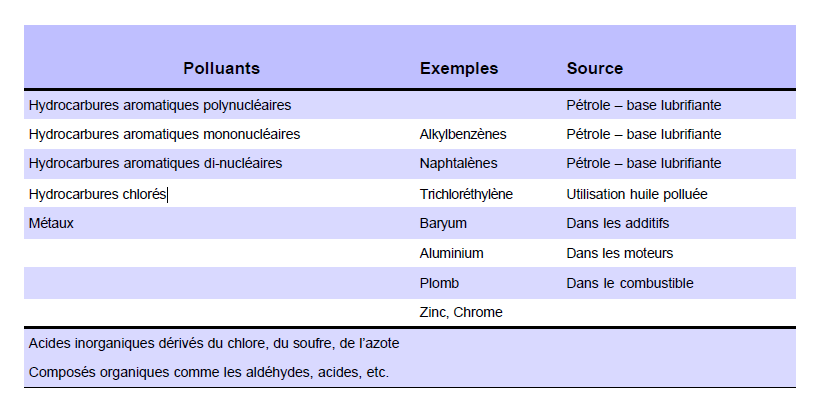 Polluants Exemples Source
Hydrocarbures aromatiques polynucléaires Pétrole – base lubrifiante
Hydrocarbures aromatiques mononucléaires Alkylbenzènes Pétrole – base lubrifiante
Hydrocarbures aromatiques di-nucléaires Naphtalènes Pétrole – base lubrifiante
Hydrocarbures chlorés Trichloréthylène Utilisation huile polluée
Métaux Baryum Dans les additifs
Aluminium Dans les moteurs
Plomb Dans le combustible
Zinc, Chrome
Acides inorganiques dérivés du chlore, du soufre, de l’azote
Composés organiques comme les aldéhydes, acides, etc.